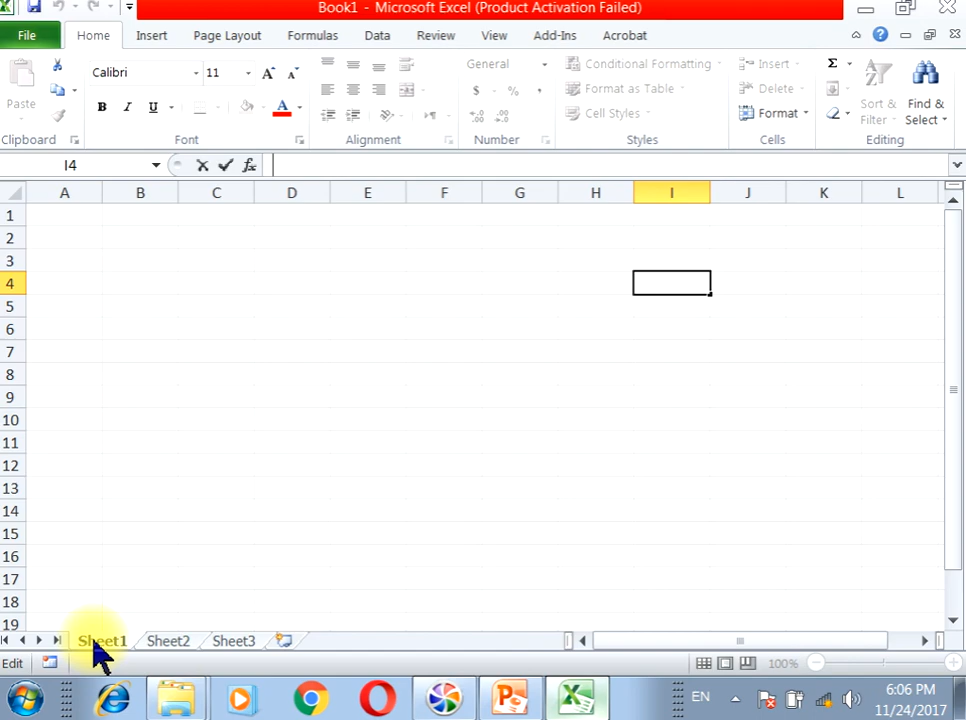 Book1 - Microsoft Excel (Product Activation Failed)
File Home Insert Page Layout Formulas Data Review View Add-Ins Acrobat
Calibri 11 General Conditional Formatting Insert
Format as Table Delete
Cell Styles Format
Paste
B I U A $ % ,
Sort & Filter Find & Select
Clipboard Font Alignment Number Styles Cells Editing
I4 fx
A B C D E F G H I J K L
1
2
3
4
5
6
7
8
9
10
11
12
13
14
15
16
17
18
19
Sheet1 Sheet2 Sheet3
Edit 100%
EN 6:06 PM
11/24/2017